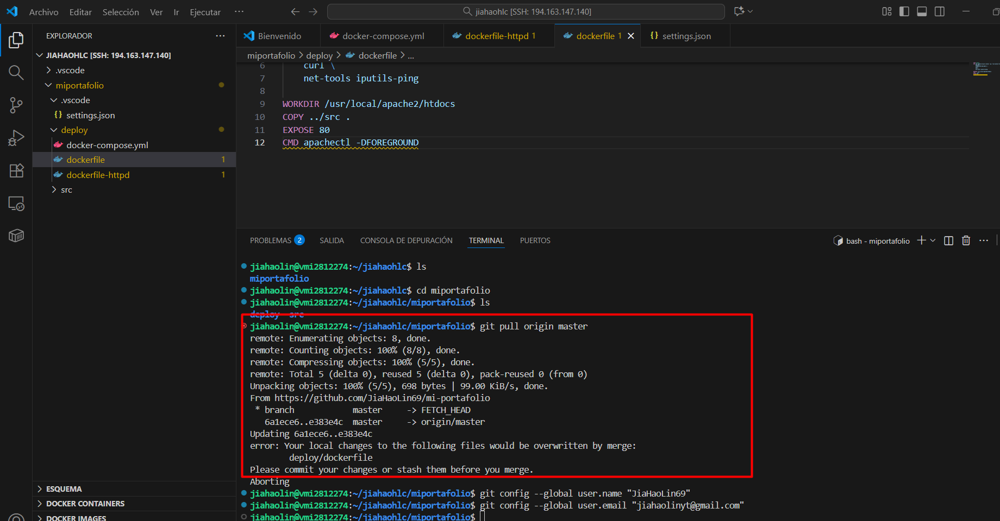 Archivo Editar Selección Ver Ir Ejecutar ···
jiahaohlc [SSH: 194.163.147.140]
EXPLORADOR ···
JIAHAOHLC [SSH: 194.163.147.140]
.vscode
miportafolio
.vscode
{} settings.json
deploy
docker-compose.yml
dockerfile 1
dockerfile-httpd 1
src
ESQUEMA
DOCKER CONTAINERS
DOCKER IMAGES
Bienvenido docker-compose.yml dockerfile-httpd 1 dockerfile 1 {} settings.json
miportafolio > deploy > dockerfile > ...
6 curl \
7 net-tools iputils-ping
8
9 WORKDIR /usr/local/apache2/htdocs
10 COPY ../src .
11 EXPOSE 80
12 CMD apachectl -DFOREGROUND
PROBLEMAS 2 SALIDA CONSOLA DE DEPURACIÓN TERMINAL PUERTOS
bash - miportafolio
jiahaolin@vmi2812274:~/jiahaohlc$ ls
miportafolio
jiahaolin@vmi2812274:~/jiahaohlc$ cd miportafolio
jiahaolin@vmi2812274:~/jiahaohlc/miportafolio$ ls
deploy src
jiahaolin@vmi2812274:~/jiahaohlc/miportafolio$ git pull origin master
remote: Enumerating objects: 8, done.
remote: Counting objects: 100% (8/8), done.
remote: Compressing objects: 100% (5/5), done.
remote: Total 5 (delta 0), reused 5 (delta 0), pack-reused 0 (from 0)
Unpacking objects: 100% (5/5), 698 bytes | 99.00 KiB/s, done.
From https://github.com/JiaHaoLin69/mi-portafolio
* branch master -> FETCH_HEAD
6a1ece6..e383e4c master -> origin/master
Updating 6a1ece6..e383e4c
error: Your local changes to the following files would be overwritten by merge:
deploy/dockerfile
Please commit your changes or stash them before you merge.
Aborting
jiahaolin@vmi2812274:~/jiahaohlc/miportafolio$ git config --global user.name "JiaHaoLin69"
jiahaolin@vmi2812274:~/jiahaohlc/miportafolio$ git config --global user.email "jiahaolinyt@gmail.com"
jiahaolin@vmi2812274:~/jiahaohlc/miportafolio$